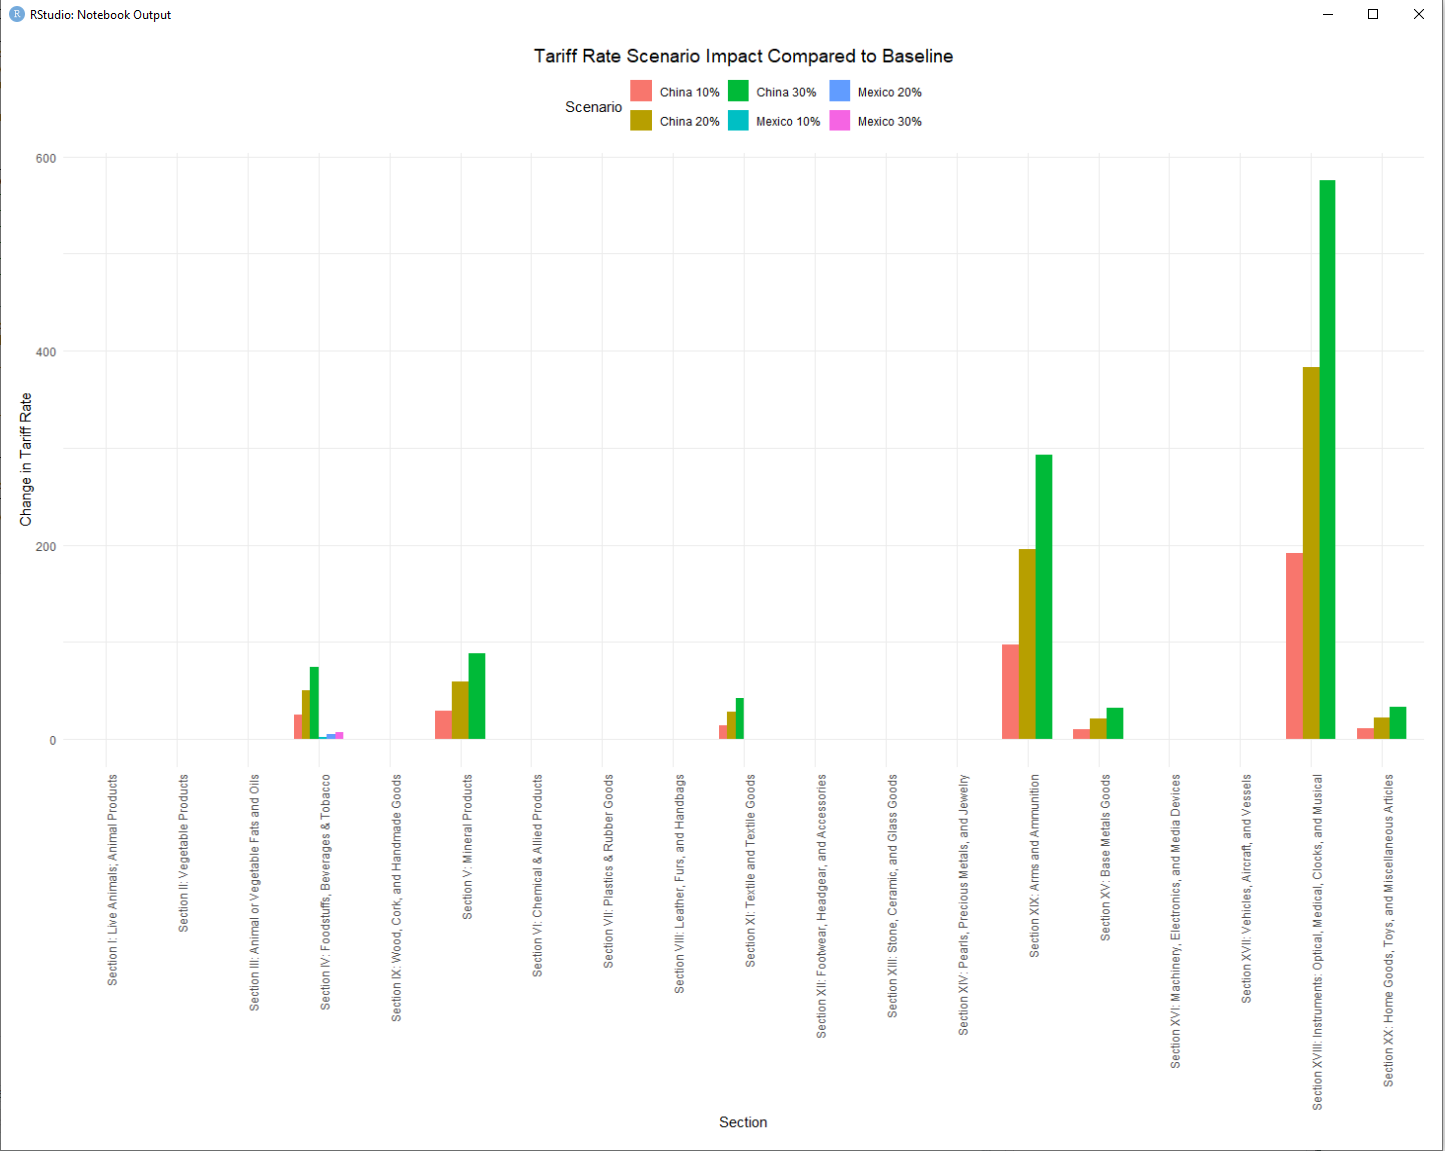 R RStudio: Notebook Output
Tariff Rate Scenario Impact Compared to Baseline
Scenario
China 10% China 30% Mexico 20%
China 20% Mexico 10% Mexico 30%
Change in Tariff Rate
600
400
200
0
Section I: Live Animals; Animal Products
Section II: Vegetable Products
Section III: Animal or Vegetable Fats and Oils
Section IV: Foodstuffs, Beverages & Tobacco
Section IX: Wood, Cork, and Handmade Goods
Section V: Mineral Products
Section VI: Chemical & Allied Products
Section VII: Plastics & Rubber Goods
Section VIII: Leather, Furs, and Handbags
Section XI: Textile and Textile Goods
Section XII: Footwear, Headgear, and Accessories
Section XIII: Stone, Ceramic, and Glass Goods
Section XIV: Pearls, Precious Metals, and Jewelry
Section XIX: Arms and Ammunition
Section XV: Base Metals Goods
Section XVI: Machinery, Electronics, and Media Devices
Section XVII: Vehicles, Aircraft, and Vessels
Section XVIII: Instruments: Optical, Medical, Clocks, and Musical
Section XX: Home Goods, Toys, and MIscellaneous Articles
Section